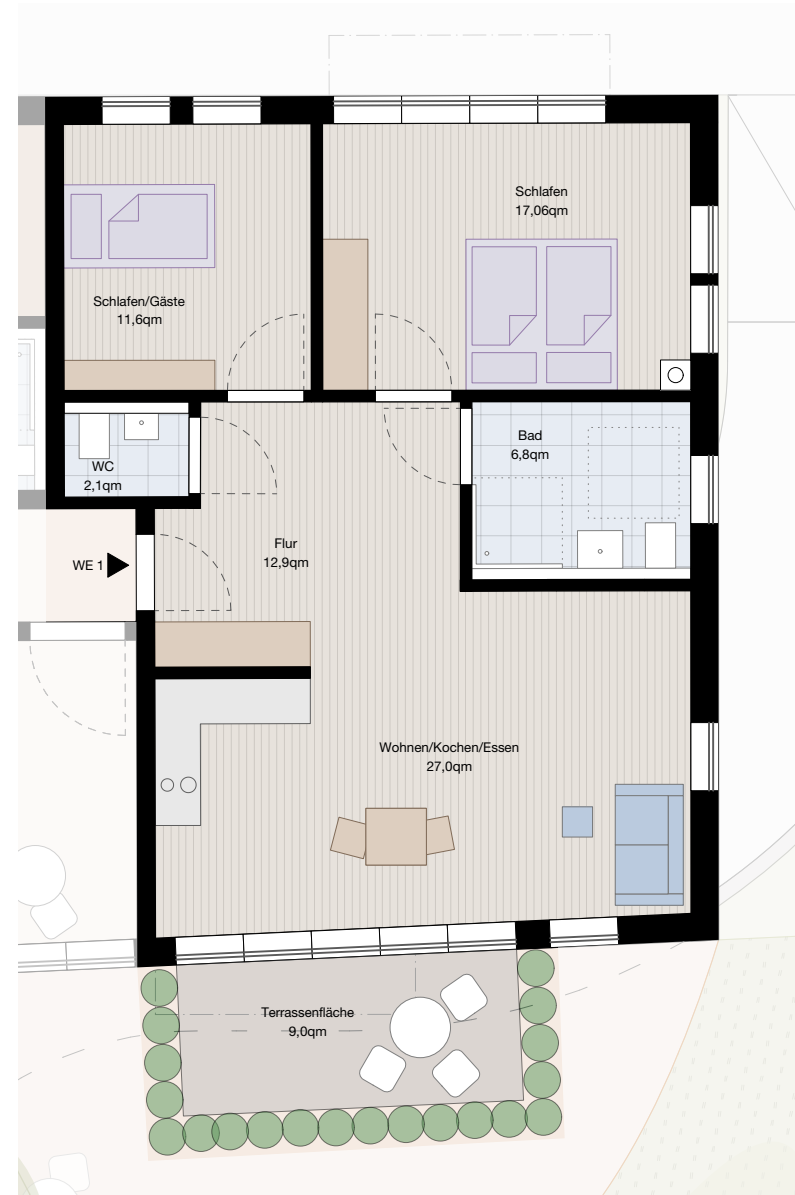 Schlafen
17,06qm
Schlafen/Gäste
11,6qm
Bad
6,8qm
WC
2,1qm
Flur
12,9qm
WE 1
Wohnen/Kochen/Essen
27,0qm
Terrassenfläche
9,0qm